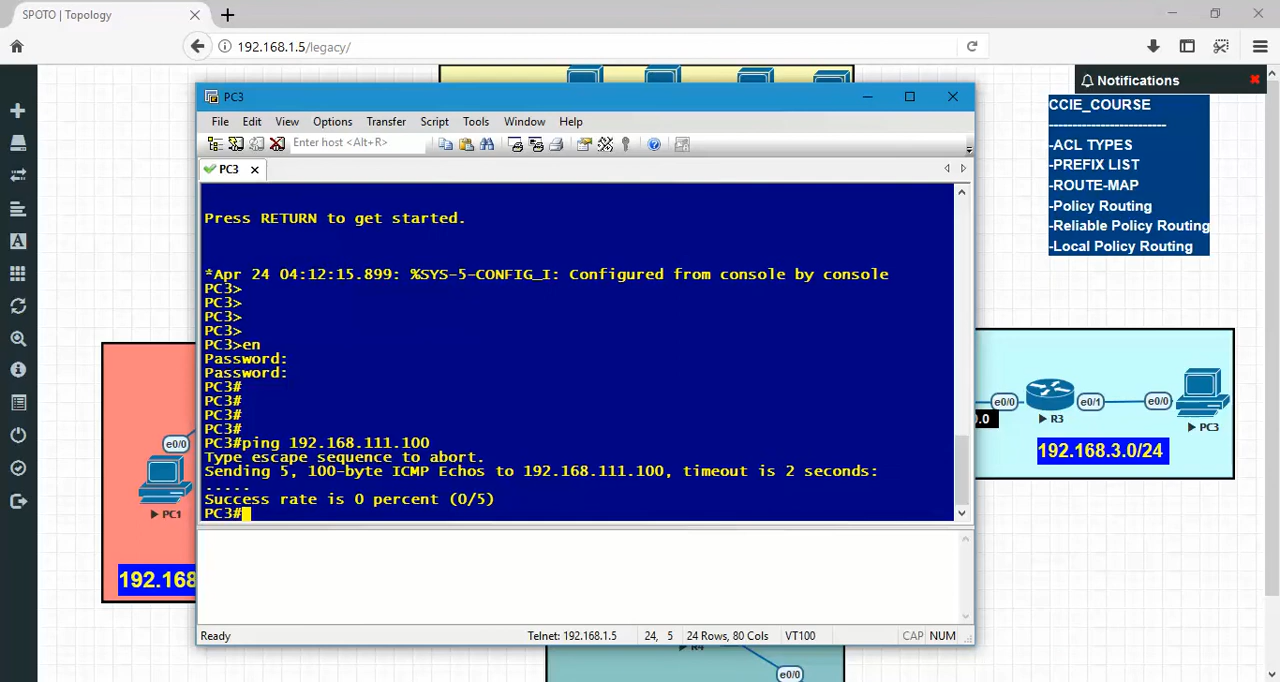 SPOTO | Topology
192.168.1.5/legacy/
Notifications
CCIE_COURSE
-----------------------
-ACL TYPES
-PREFIX LIST
-ROUTE-MAP
-Policy Routing
-Reliable Policy Routing
-Local Policy Routing
PC3
File Edit View Options Transfer Script Tools Window Help
Enter host <Alt+R>
PC3
Press RETURN to get started.
*Apr 24 04:12:15.899: %SYS-5-CONFIG_I: Configured from console by console
PC3>
PC3>
PC3>
PC3>
PC3>en
Password:
Password:
PC3#
PC3#
PC3#
PC3#
PC3#ping 192.168.111.100
Type escape sequence to abort.
Sending 5, 100-byte ICMP Echos to 192.168.111.100, timeout is 2 seconds:
.....
Success rate is 0 percent (0/5)
PC3#
Ready Telnet: 192.168.1.5 24, 5 24 Rows, 80 Cols VT100 CAP NUM
e0/0
PC1
192.168
e0/0 e0/1 e0/0
.0 R3
PC3
192.168.3.0/24
R4
e0/0